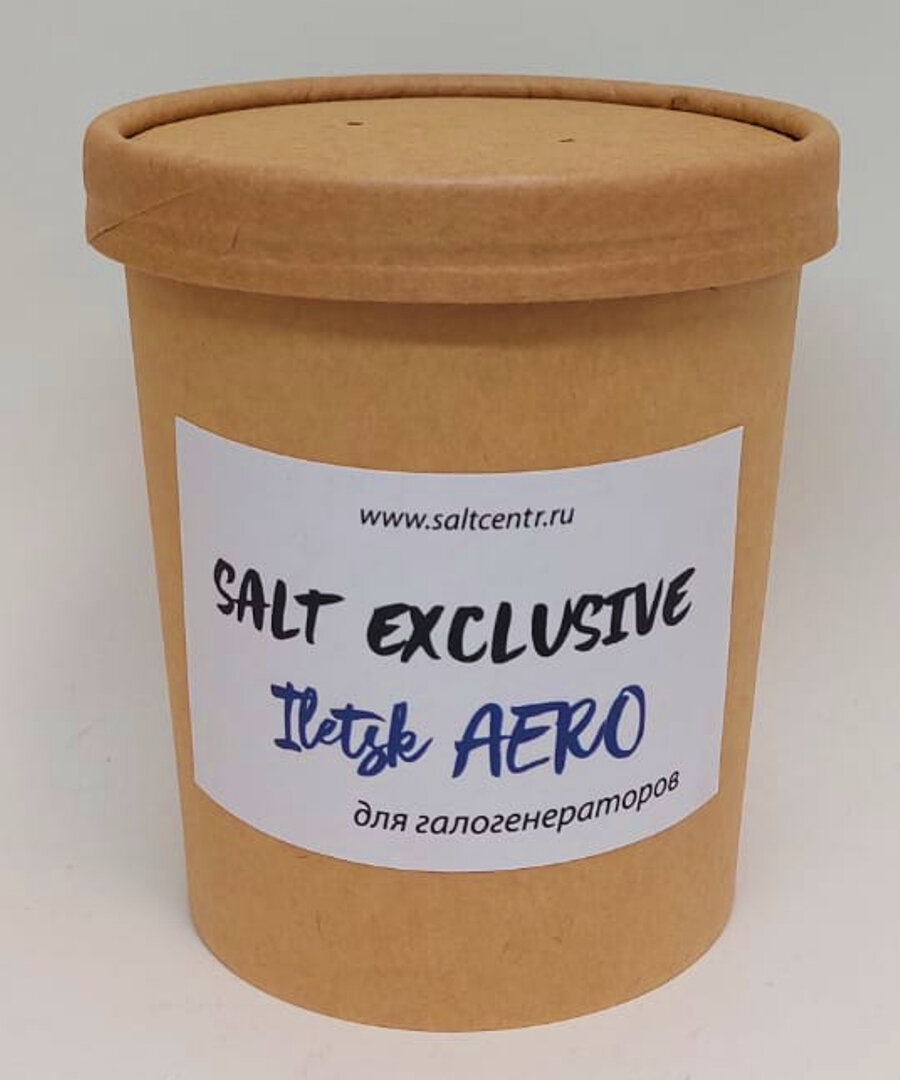 www.saltcentr.ru
SALT EXCLUSIVE
Iletsk AERO
для галогенераторов